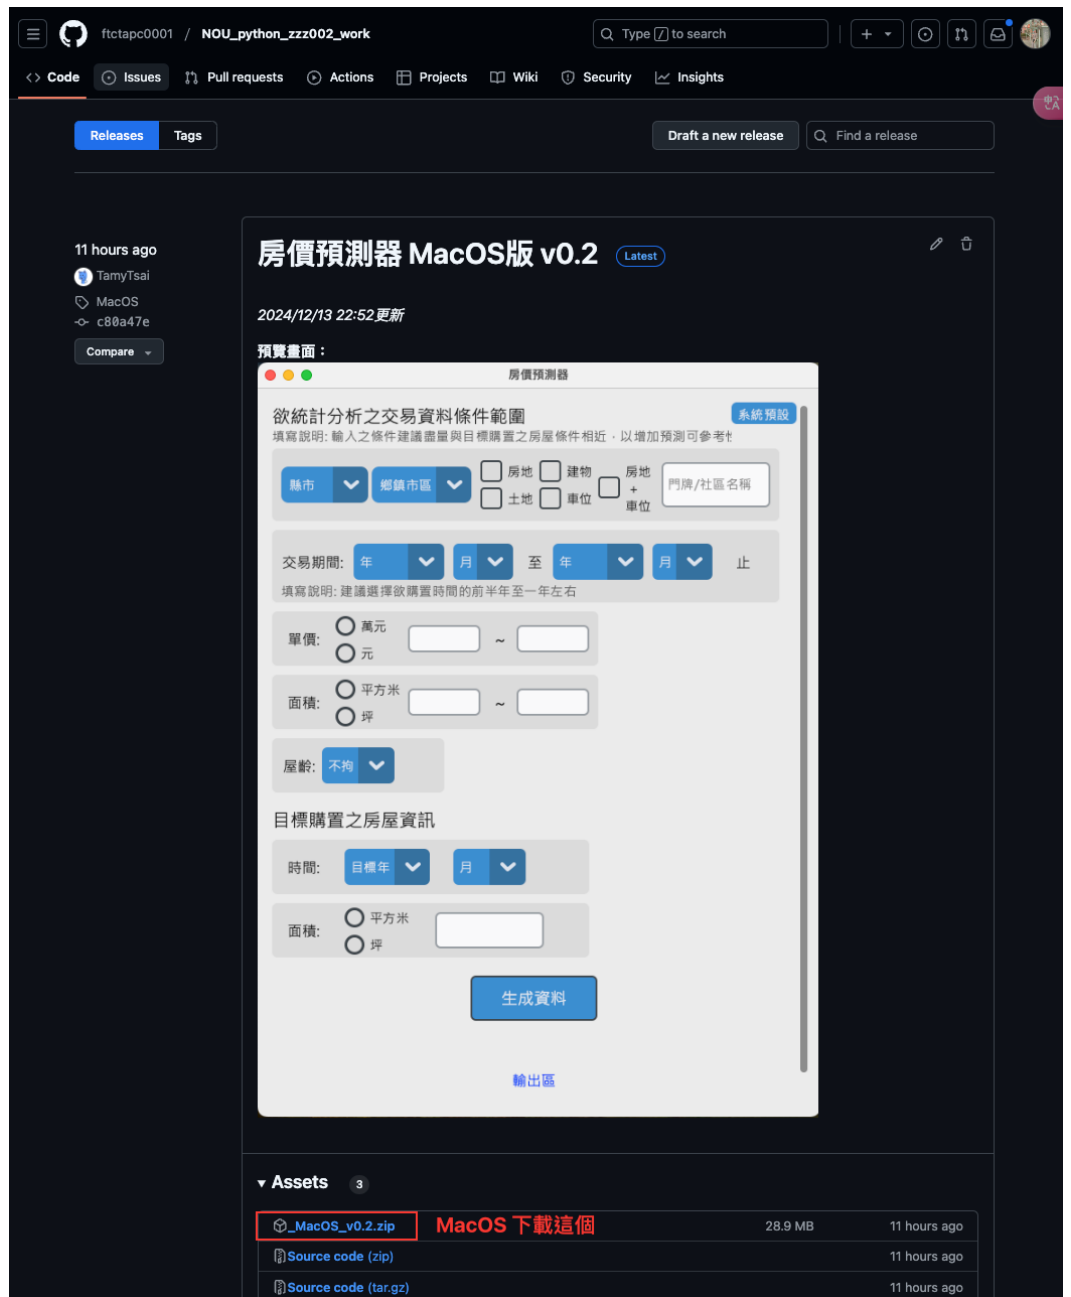 ftctapc0001 / NOU_python_zzz002_work
Type / to search
Code Issues Pull requests Actions Projects Wiki Security Insights
中A
Releases Tags
Draft a new release Find a release
11 hours ago
TamyTsai
MacOS
c80a47e
Compare
房價預測器 MacOS版 v0.2 Latest
2024/12/13 22:52更新
預覽畫面：
房價預測器
欲統計分析之交易資料條件範圍 系統預設
填寫說明: 輸入之條件建議盡量與目標購置之房屋條件相近，以增加預測可參考性
縣市 鄉鎮市區 房地 建物 土地 車位 房地 + 車位 門牌/社區名稱
交易期間: 年 月 至 年 月 止
填寫說明: 建議選擇欲購置時間的前半年至一年左右
單價: 萬元 元 ~
面積: 平方米 坪 ~
屋齡: 不拘
目標購置之房屋資訊
時間: 目標年 月
面積: 平方米 坪
生成資料
輸出區
Assets 3
_MacOS_v0.2.zip MacOS 下載這個 28.9 MB 11 hours ago
Source code (zip) 11 hours ago
Source code (tar.gz) 11 hours ago